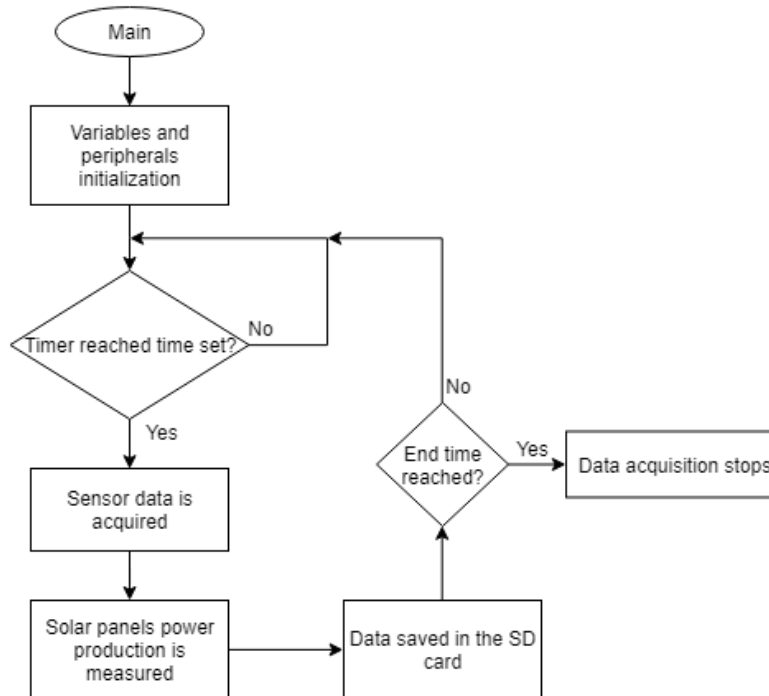 Main
Variables and
peripherals
initialization
Timer reached time set?
No
Yes
Sensor data is
acquired
Solar panels power
production is
measured
Data saved in the SD
card
End time
reached?
No
Yes
Data acquisition stops